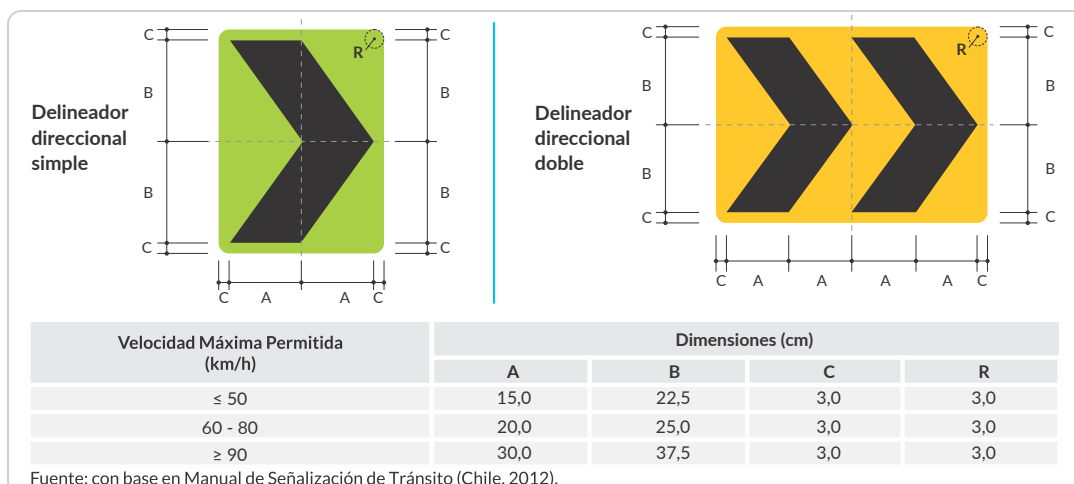 Delineador
direccional
simple
C
B
B
C
R
C
B
B
C
C A A C
Delineador
direccional
doble
C
B
B
C
R
C
B
B
C
C A A A A C
Velocidad Máxima Permitida
(km/h)
Dimensiones (cm)
A B C R
≤ 50 15,0 22,5 3,0 3,0
60 - 80 20,0 25,0 3,0 3,0
≥ 90 30,0 37,5 3,0 3,0
Fuente: con base en Manual de Señalización de Tránsito (Chile, 2012).